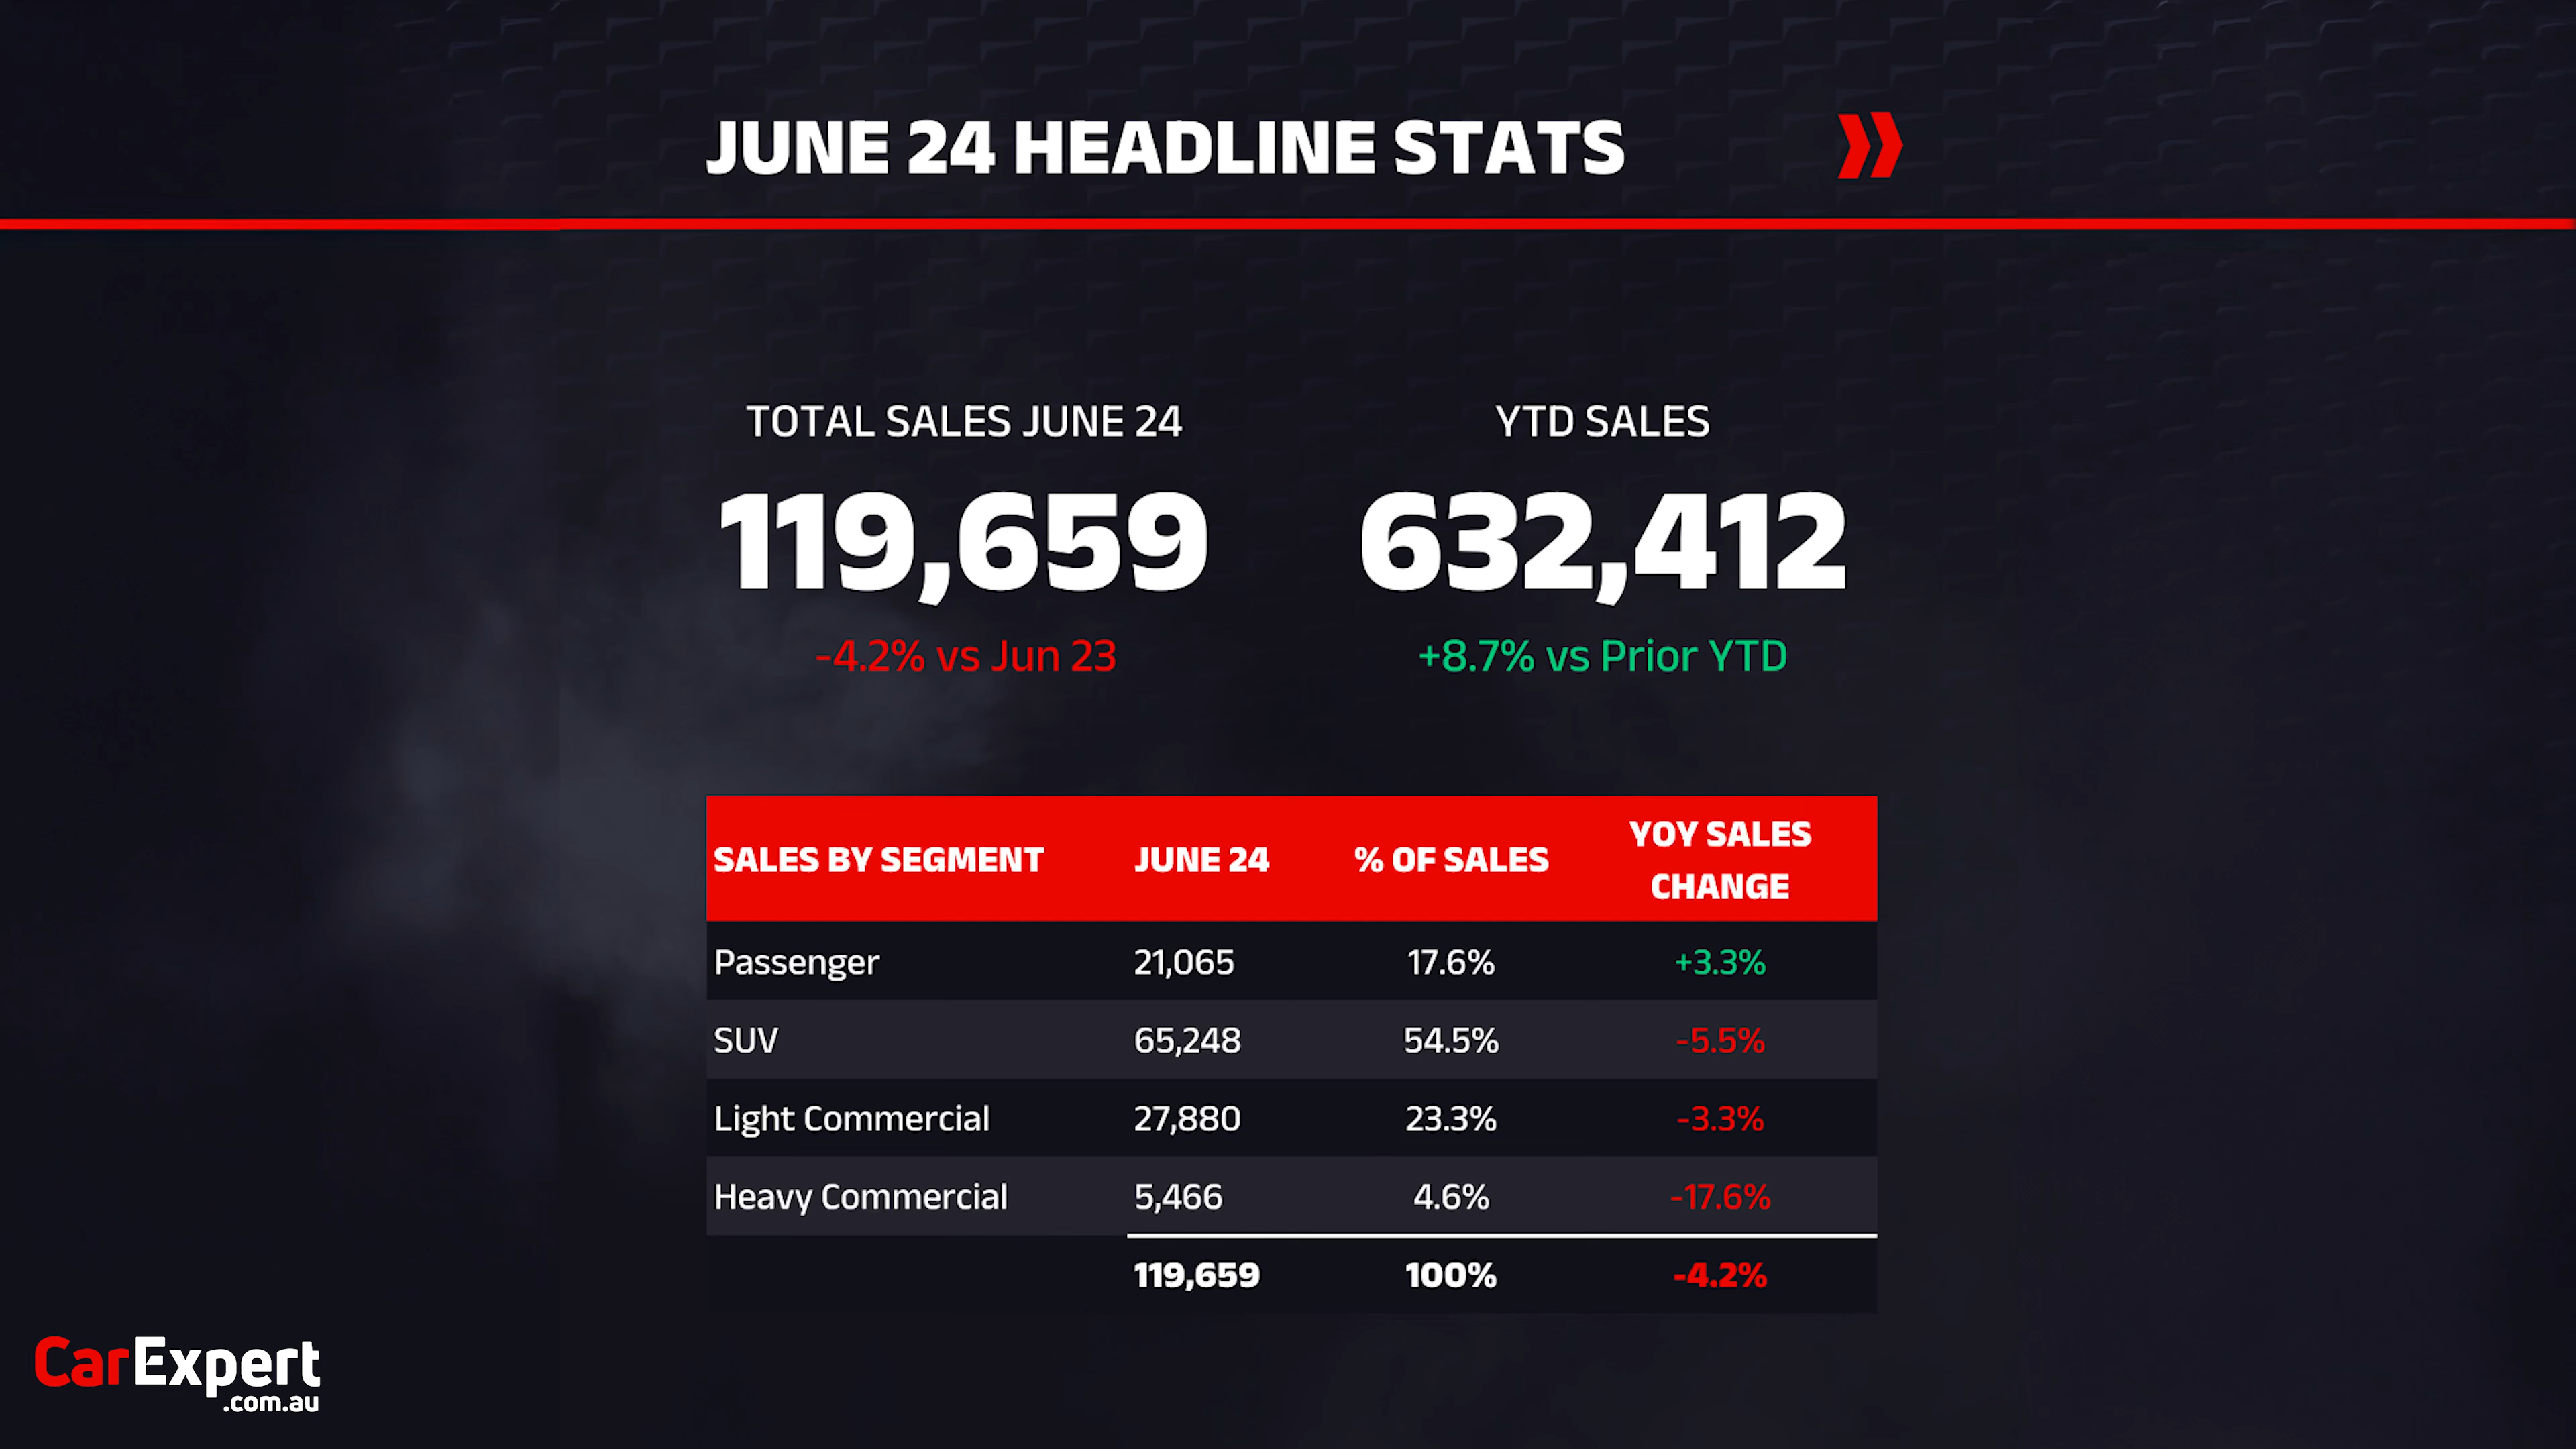 JUNE 24 HEADLINE STATS
TOTAL SALES JUNE 24
119,659
-4.2% vs Jun 23
YTD SALES
632,412
+8.7% vs Prior YTD
SALES BY SEGMENT JUNE 24 % OF SALES YOY SALES CHANGE
Passenger 21,065 17.6% +3.3%
SUV 65,248 54.5% -5.5%
Light Commercial 27,880 23.3% -3.3%
Heavy Commercial 5,466 4.6% -17.6%
119,659 100% -4.2%
CarExpert
.com.au